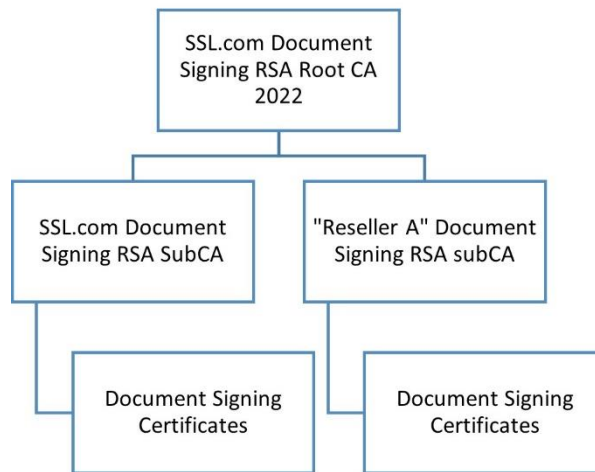 SSL.com Document
Signing RSA Root CA
2022
SSL.com Document
Signing RSA SubCA
"Reseller A" Document
Signing RSA subCA
Document Signing
Certificates
Document Signing
Certificates